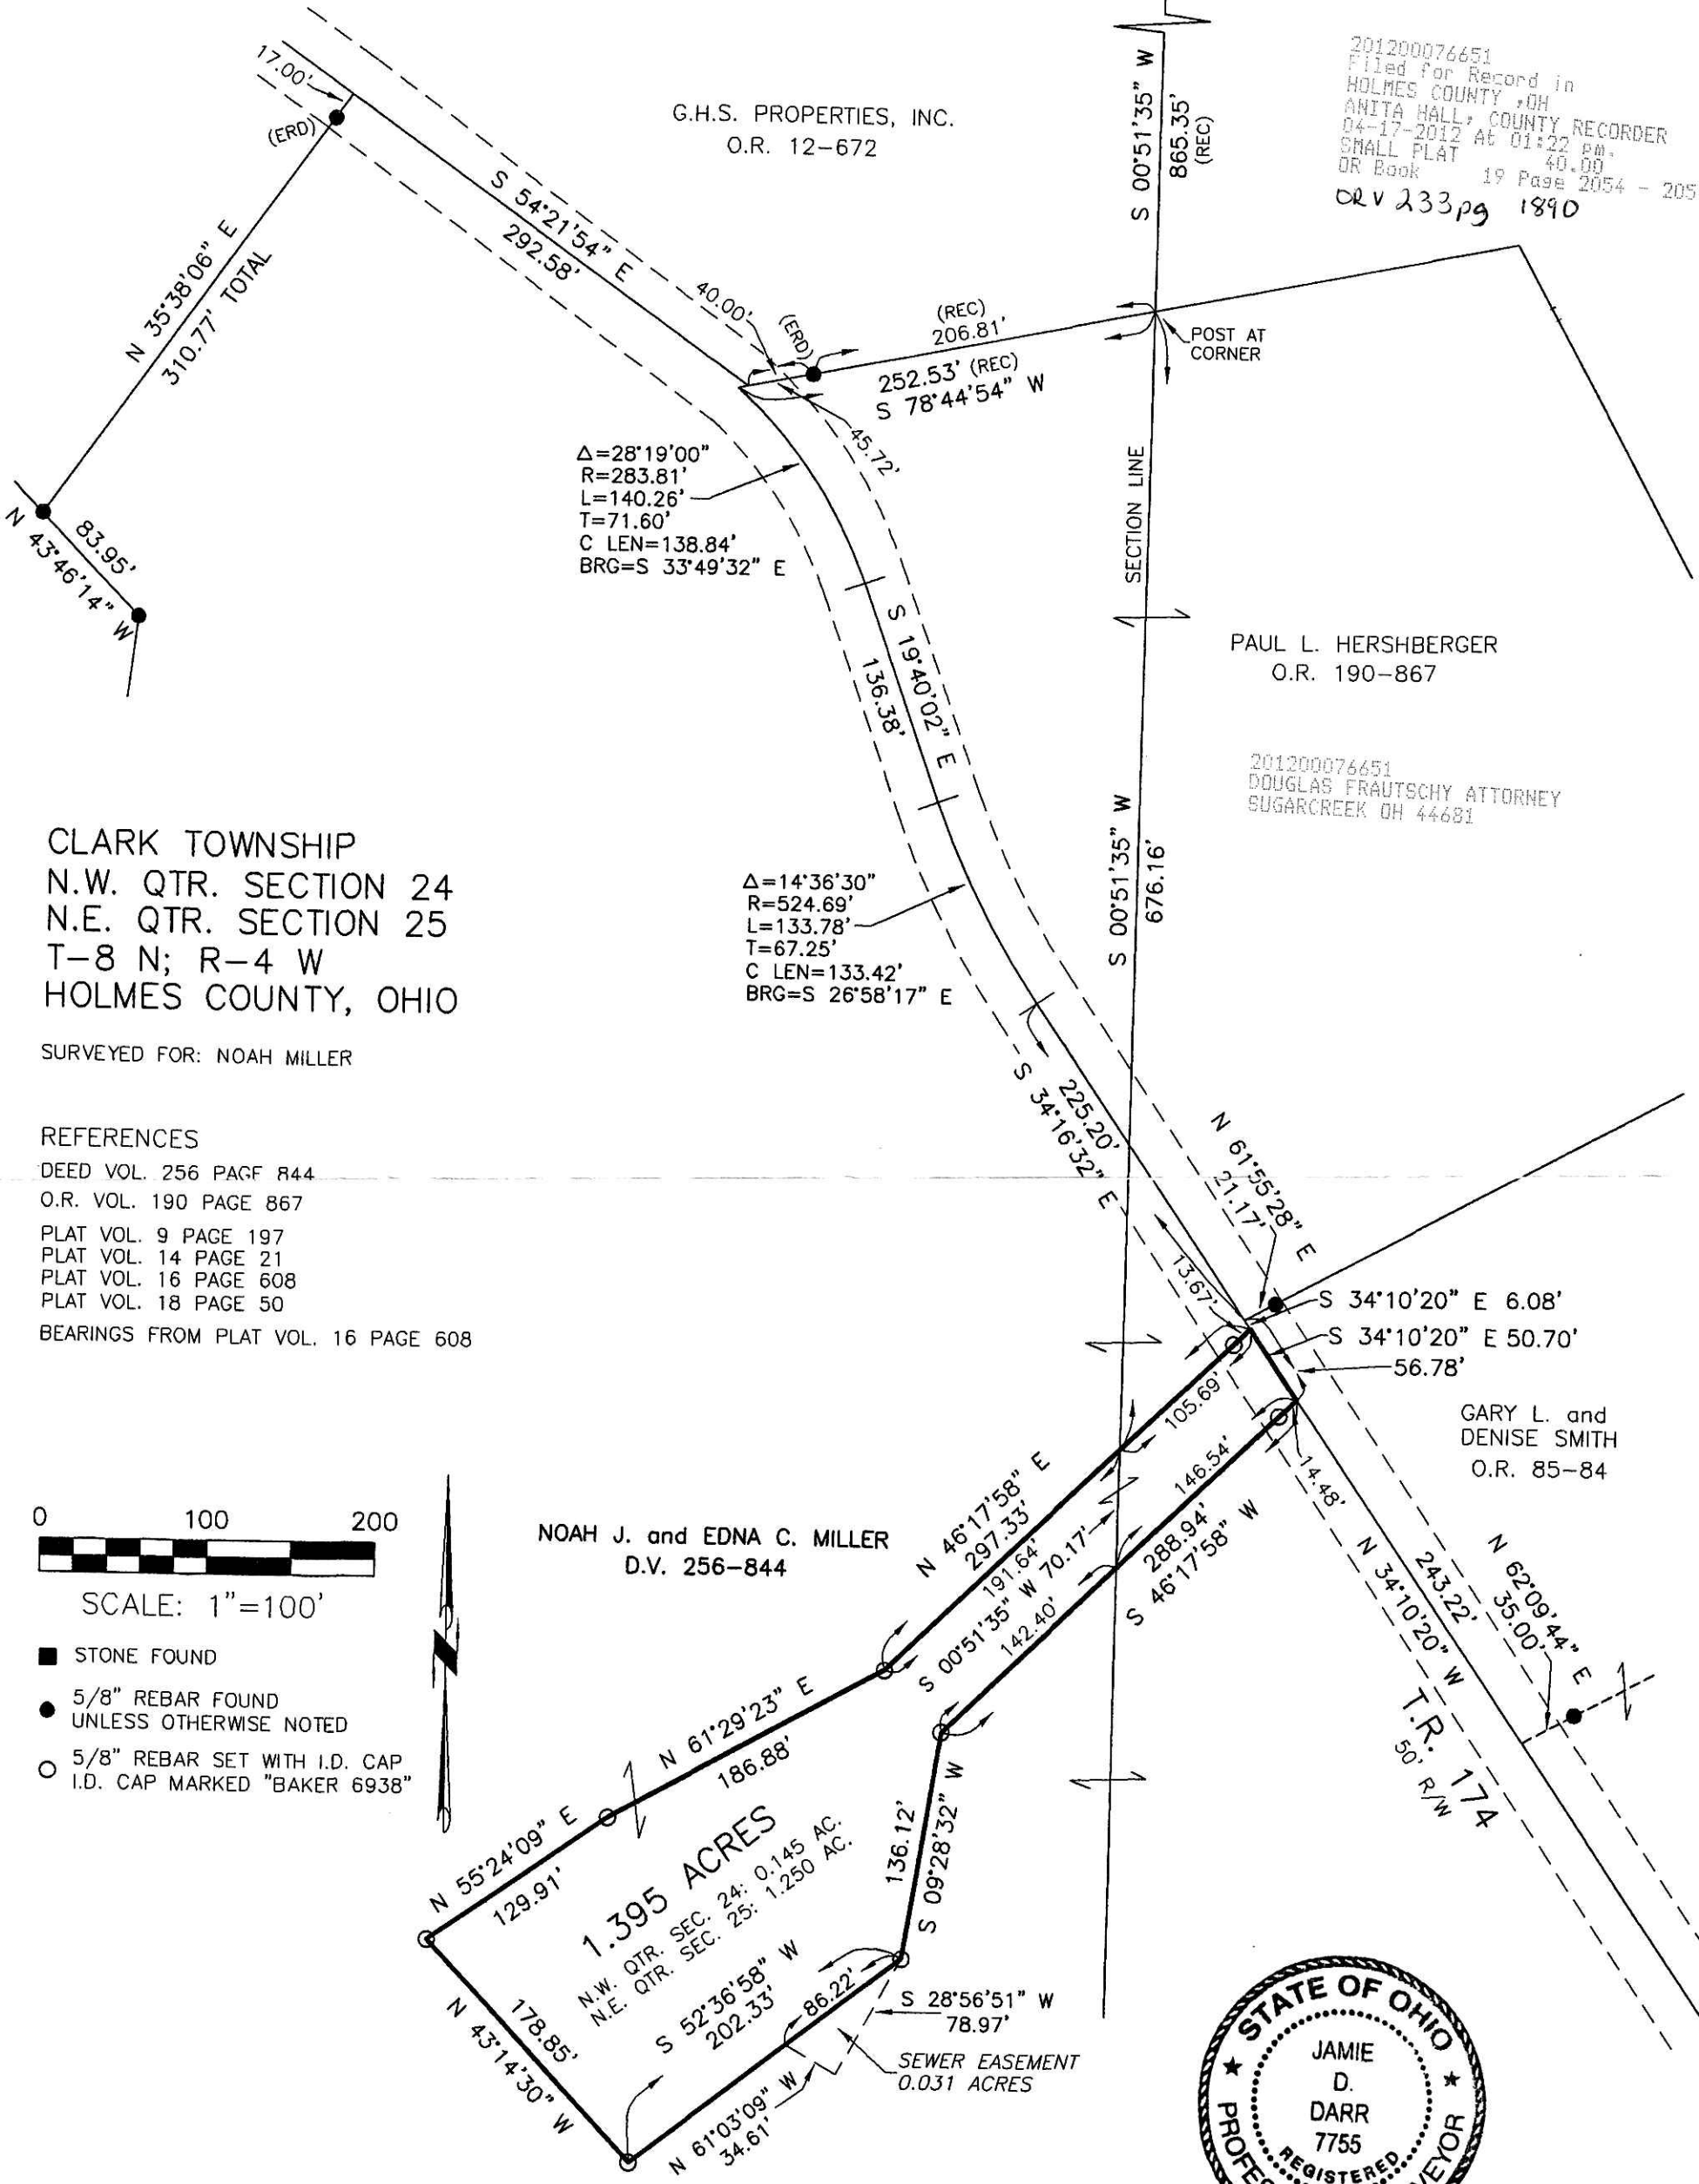 201200076651
Filed for Record in
HOLMES COUNTY ,OH
ANITA HALL, COUNTY RECORDER
04-17-2012 At 01:22 pm.
SMALL PLAT 40.00
OR Book 19 Page 2054 - 205
ORV 233pg 1890
17.00'
(ERD)
G.H.S. PROPERTIES, INC.
O.R. 12-672
S 00°51'35" W
865.35'
(REC)
S 54°21'54" E
292.58'
N 35°38'06" E
310.77' TOTAL
40.00'
(ERD)
(REC)
206.81'
252.53' (REC)
S 78°44'54" W
POST AT
CORNER
45.72'
Δ=28°19'00"
R=283.81'
L=140.26'
T=71.60'
C LEN=138.84'
BRG=S 33°49'32" E
83.95'
N 43°46'14" W
SECTION LINE
S 19°40'02" E
136.38'
PAUL L. HERSHBERGER
O.R. 190-867
201200076651
DOUGLAS FRAUTSCHY ATTORNEY
SUGARCREEK OH 44681
CLARK TOWNSHIP
N.W. QTR. SECTION 24
N.E. QTR. SECTION 25
T-8 N; R-4 W
HOLMES COUNTY, OHIO
SURVEYED FOR: NOAH MILLER
Δ=14°36'30"
R=524.69'
L=133.78'
T=67.25'
C LEN=133.42'
BRG=S 26°58'17" E
S 00°51'35" W
676.16'
REFERENCES
DEED VOL. 256 PAGE 844
O.R. VOL. 190 PAGE 867
PLAT VOL. 9 PAGE 197
PLAT VOL. 14 PAGE 21
PLAT VOL. 16 PAGE 608
PLAT VOL. 18 PAGE 50
BEARINGS FROM PLAT VOL. 16 PAGE 608
225.20'
S 34°16'32" E
N 61°55'28" E
21.17'
13.67'
S 34°10'20" E 6.08'
S 34°10'20" E 50.70'
56.78'
105.69'
GARY L. and
DENISE SMITH
O.R. 85-84
146.54'
14.48'
N 46°17'58" E
297.33'
191.64'
S 00°51'35" W 70.17'
142.40'
288.94'
S 46°17'58" W
0 100 200
SCALE: 1"=100'
NOAH J. and EDNA C. MILLER
D.V. 256-844
STONE FOUND
5/8" REBAR FOUND
UNLESS OTHERWISE NOTED
5/8" REBAR SET WITH I.D. CAP
I.D. CAP MARKED "BAKER 6938"
243.22'
N 34°10'20" W
N 62°09'44" E
35.00'
T.R. 174
50' R/W
N 61°29'23" E
186.88'
N 55°24'09" E
129.91'
1.395 ACRES
N.W. QTR. SEC. 24: 0.145 AC.
N.E. QTR. SEC. 25: 1.250 AC.
136.12'
S 09°28'32" W
S 52°36'58" W
202.33'
86.22'
178.85'
N 43°14'30" W
S 28°56'51" W
78.97'
SEWER EASEMENT
0.031 ACRES
N 61°03'09" W
34.61'
STATE OF OHIO
JAMIE
D.
DARR
7755
REGISTERED